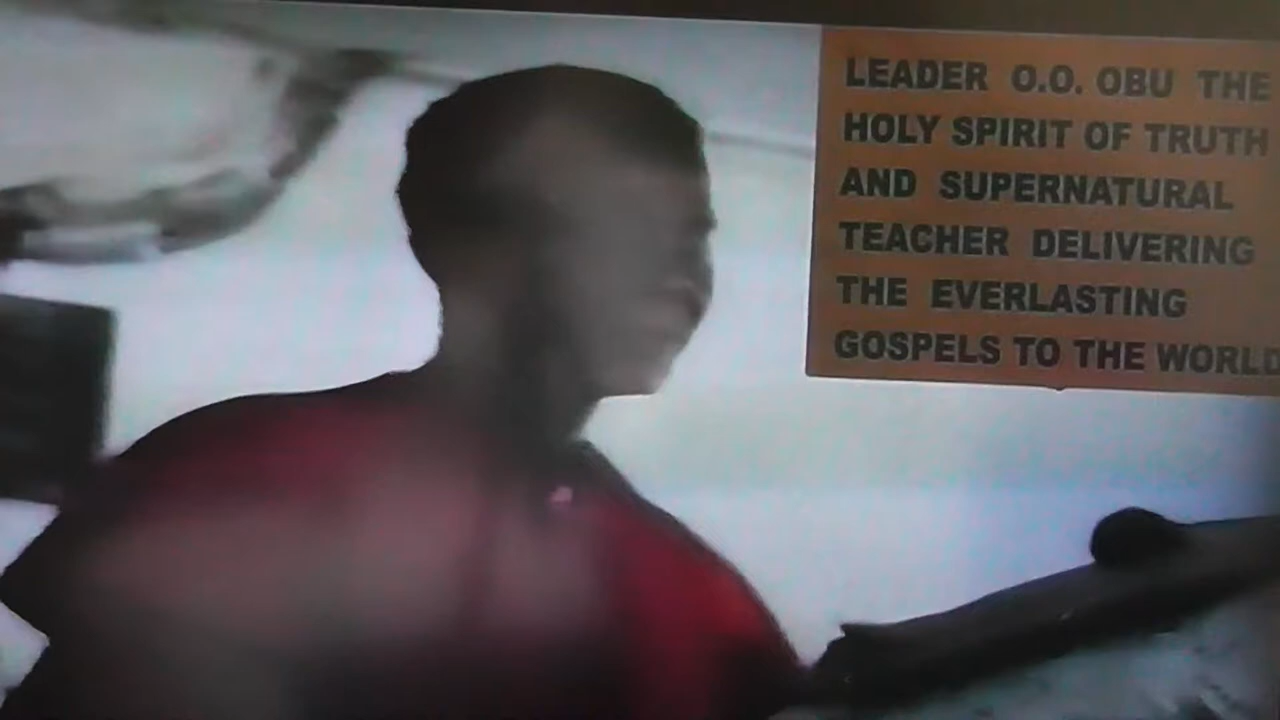 LEADER O.O. OBU THE
HOLY SPIRIT OF TRUTH
AND SUPERNATURAL
TEACHER DELIVERING
THE EVERLASTING
GOSPELS TO THE WORLD